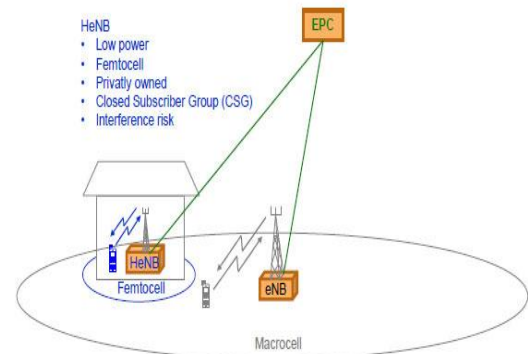 HeNB
• Low power
• Femtocell
• Privatly owned
• Closed Subscriber Group (CSG)
• Interference risk
EPC
HeNB
eNB
Femtocell
Macrocell